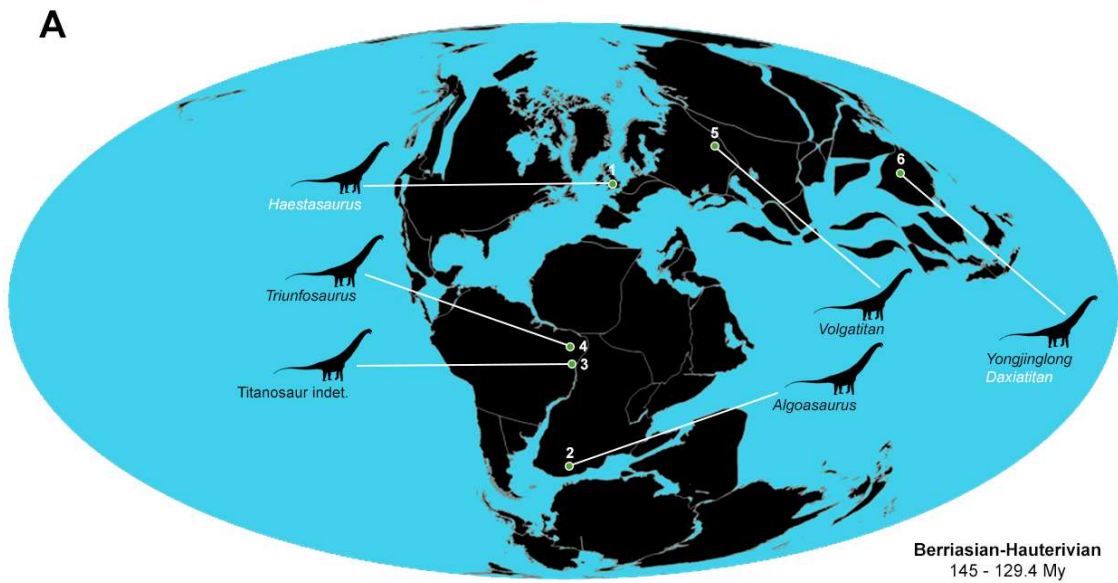 A
1
5
6
Haestasaurus
Triunfosaurus
4
3
Titanosaur indet.
2
Volgatitan
Algoasaurus
Yongjinglong
Daxiatitan
Berriasian-Hauterivian
145 - 129.4 My